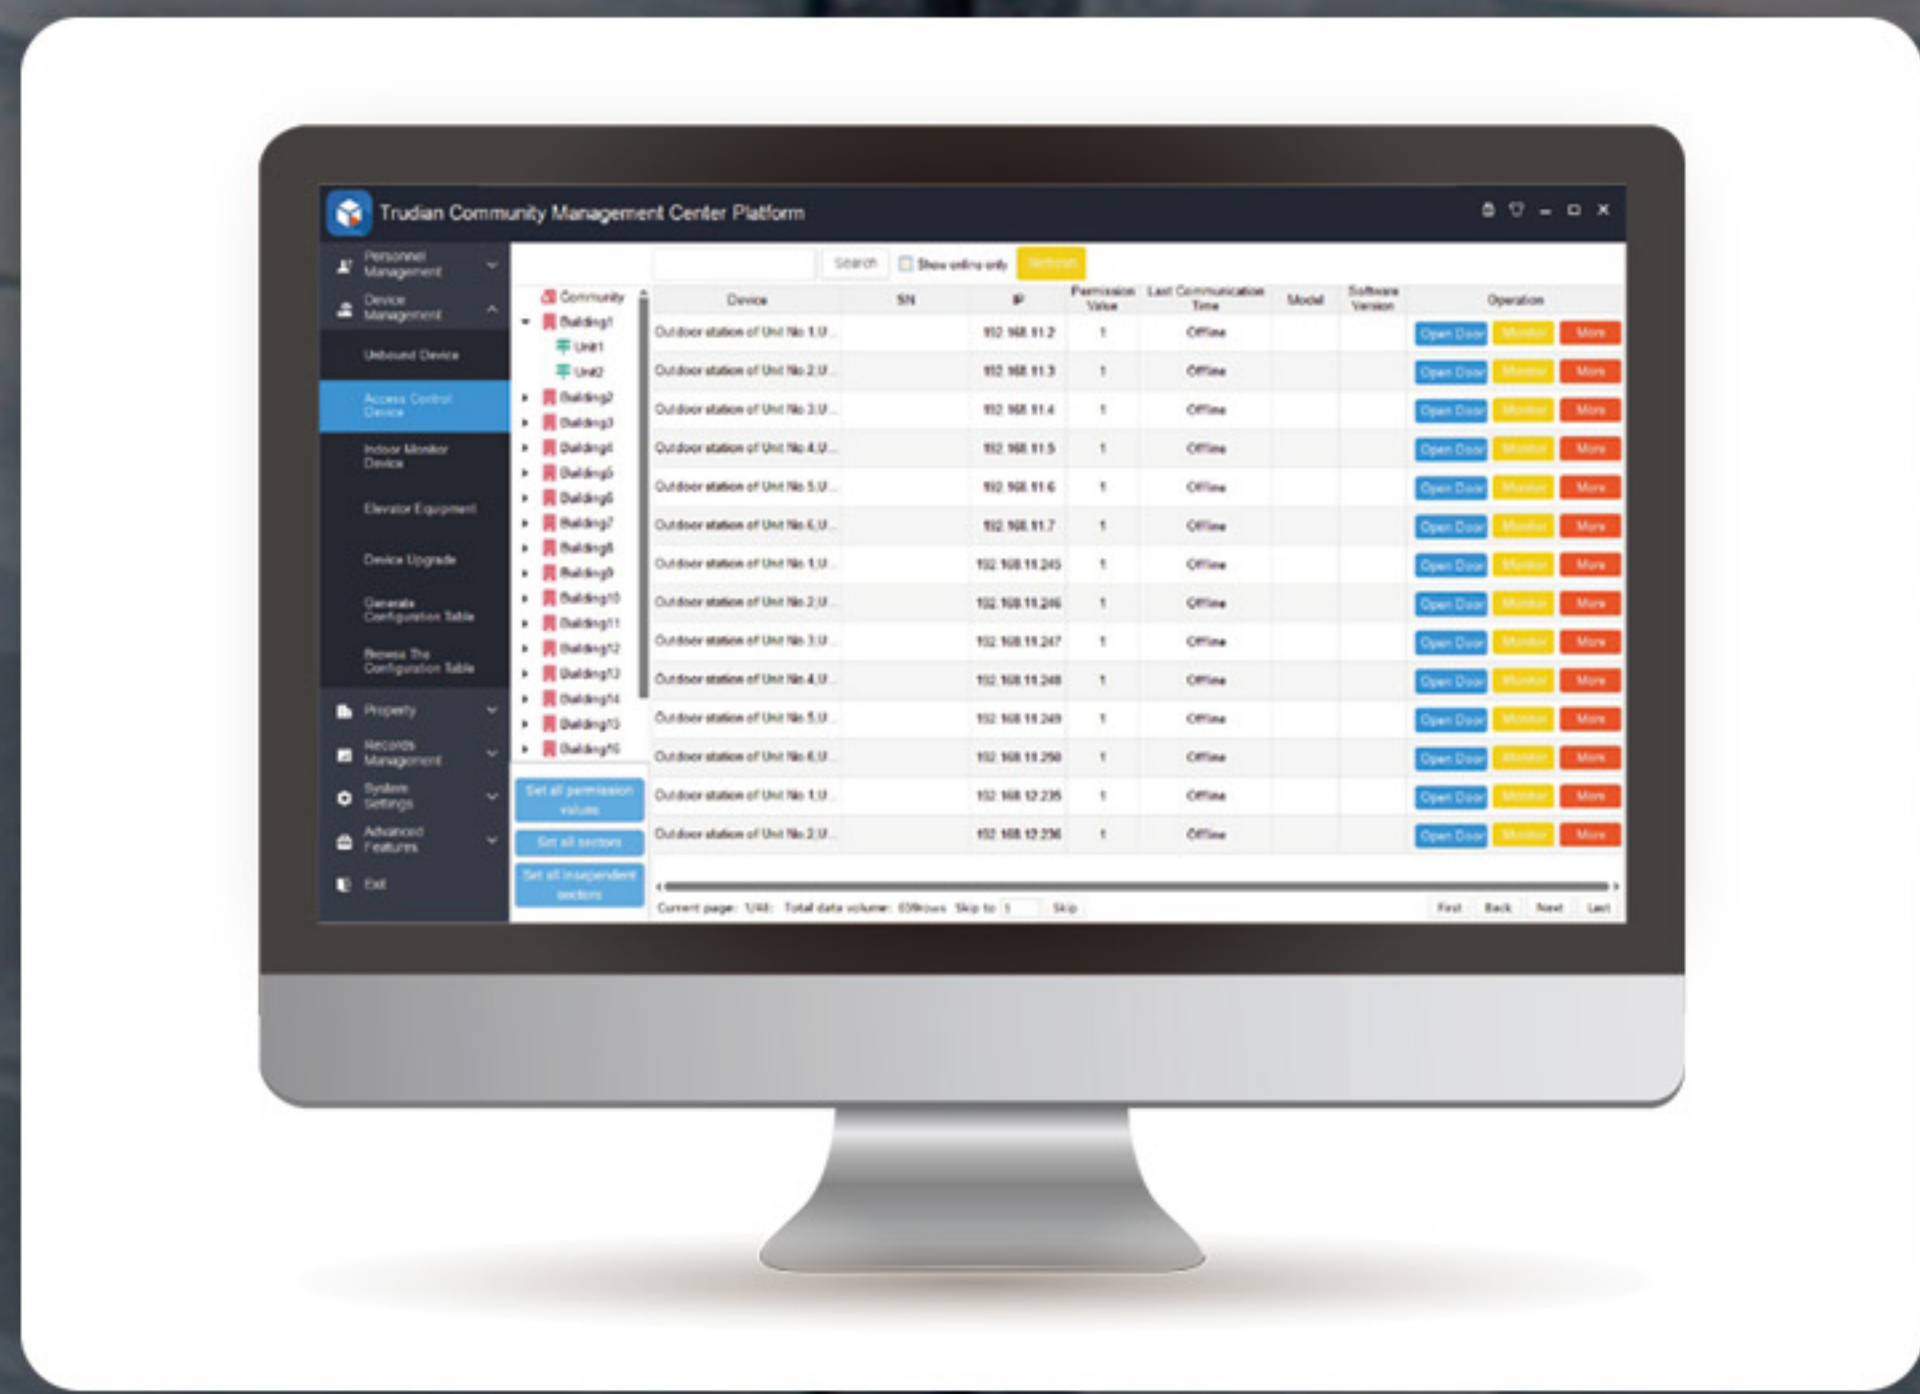 Trudian Community Management Center Platform
Personnel
Management
Device
Management
Unbound Device
Access Control
Device
Indoor Monitor
Device
Elevator Equipment
Device Upgrade
Generate
Configuration Table
Browse The
Configuration Table
Property
Records
Management
System
Settings
Advanced
Features
Exit
Community
Building1
Unit1
Unit2
Building2
Building3
Building4
Building5
Building6
Building7
Building8
Building9
Building10
Building11
Building12
Building13
Building14
Building15
Building16
Set all permission
values
Set all sectors
Set all independent
sectors
Search Show online only Refresh
Device SN IP Permission Value Last Communication Time Model Software Version Operation
Outdoor station of Unit No 1,U... 192.168.11.2 1 Offline Open Door Monitor More
Outdoor station of Unit No 2,U... 192.168.11.3 1 Offline Open Door Monitor More
Outdoor station of Unit No 3,U... 192.168.11.4 1 Offline Open Door Monitor More
Outdoor station of Unit No 4,U... 192.168.11.5 1 Offline Open Door Monitor More
Outdoor station of Unit No 5,U... 192.168.11.6 1 Offline Open Door Monitor More
Outdoor station of Unit No 6,U... 192.168.11.7 1 Offline Open Door Monitor More
Outdoor station of Unit No 1,U... 192.168.11.245 1 Offline Open Door Monitor More
Outdoor station of Unit No 2,U... 192.168.11.246 1 Offline Open Door Monitor More
Outdoor station of Unit No 3,U... 192.168.11.247 1 Offline Open Door Monitor More
Outdoor station of Unit No 4,U... 192.168.11.248 1 Offline Open Door Monitor More
Outdoor station of Unit No 5,U... 192.168.11.249 1 Offline Open Door Monitor More
Outdoor station of Unit No 6,U... 192.168.11.250 1 Offline Open Door Monitor More
Outdoor station of Unit No 1,U... 192.168.12.235 1 Offline Open Door Monitor More
Outdoor station of Unit No 2,U... 192.168.12.236 1 Offline Open Door Monitor More
Current page: 1/48; Total data volume: Skip to 1 Skip First Back Next Last